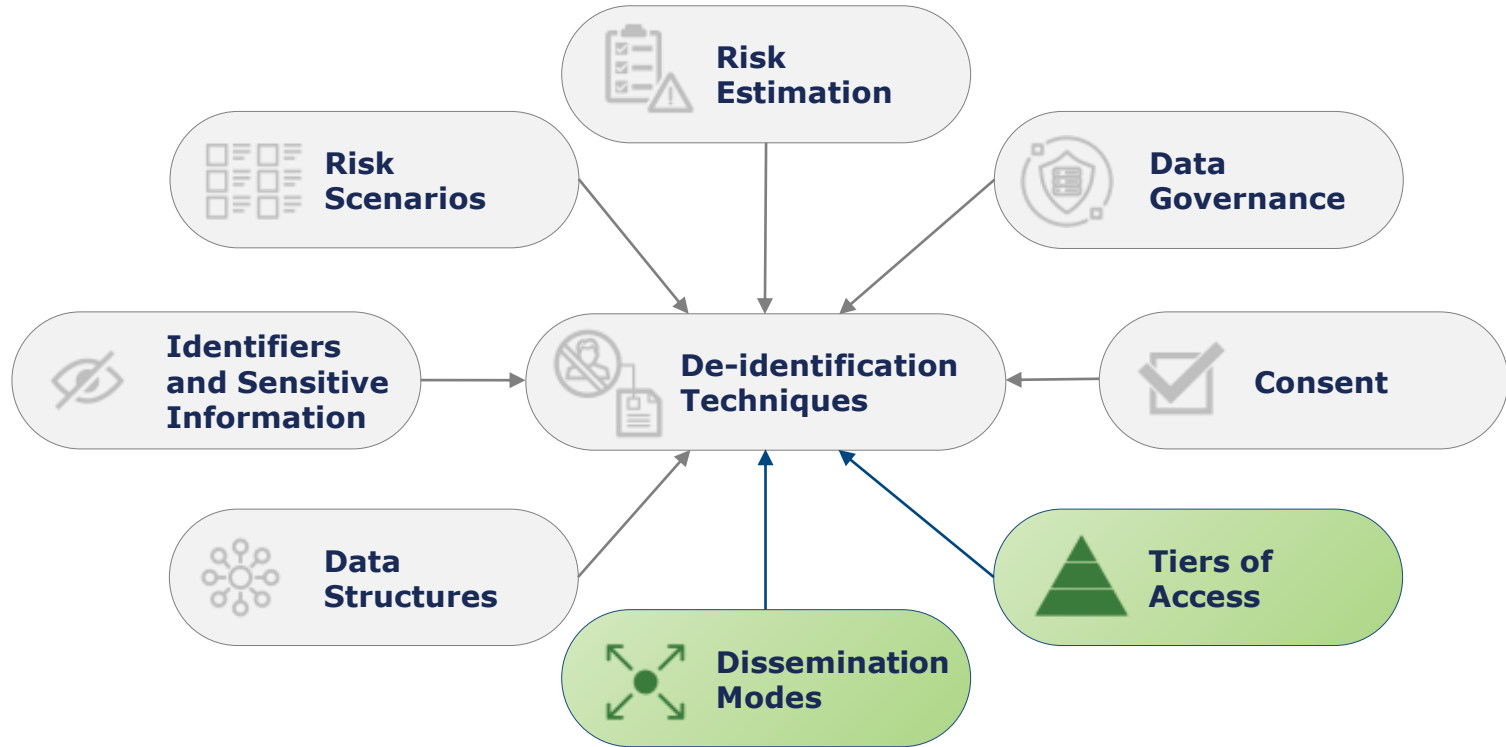 Risk
Estimation
Risk
Scenarios
Data
Governance
Identifiers
and Sensitive
Information
De-identification
Techniques
Consent
Data
Structures
Tiers of
Access
Dissemination
Modes